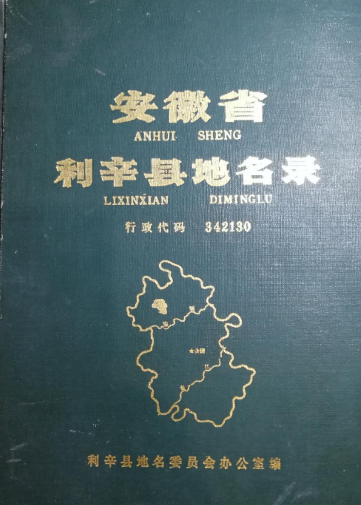 安徽省
ANHUI SHENG
利辛县地名录
LIXINXIAN DIMINGLU
行政代码 342130
利辛县地名委员会办公室编